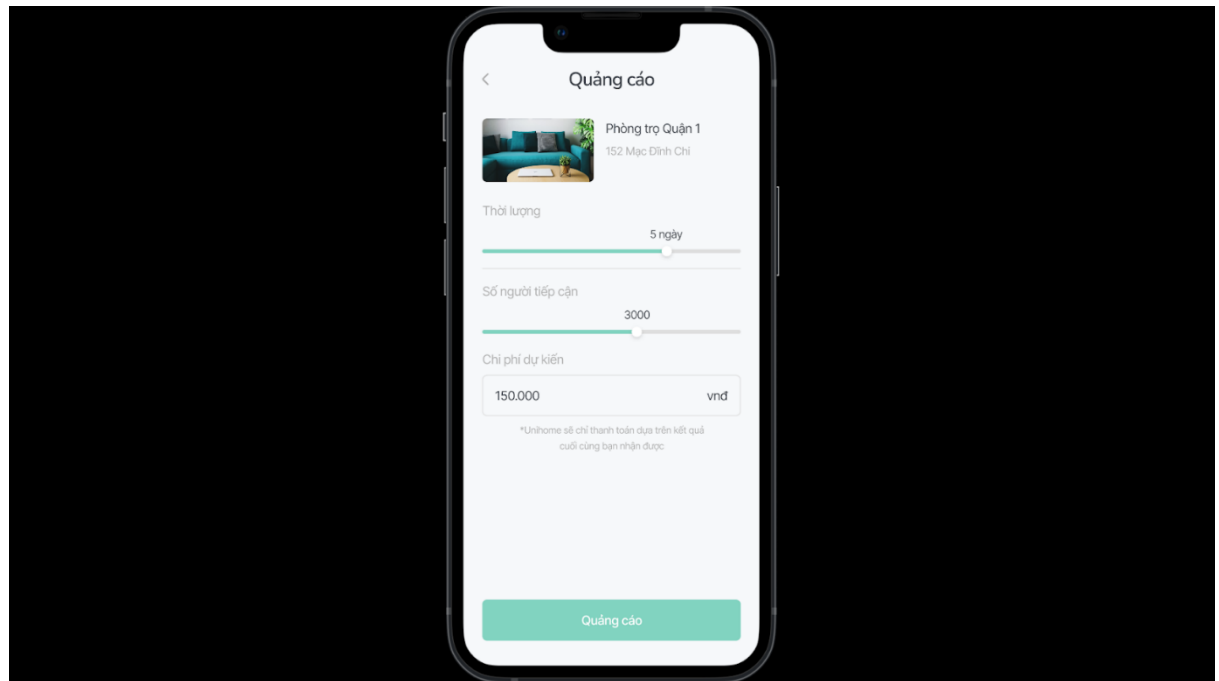 Quảng cáo
Phòng trọ Quận 1
152 Mạc Đĩnh Chi
Thời lượng
5 ngày
Số người tiếp cận
3000
Chi phí dự kiến
150.000 vnđ
*Unihome sẽ chỉ thanh toán dựa trên kết quả
cuối cùng bạn nhận được
Quảng cáo